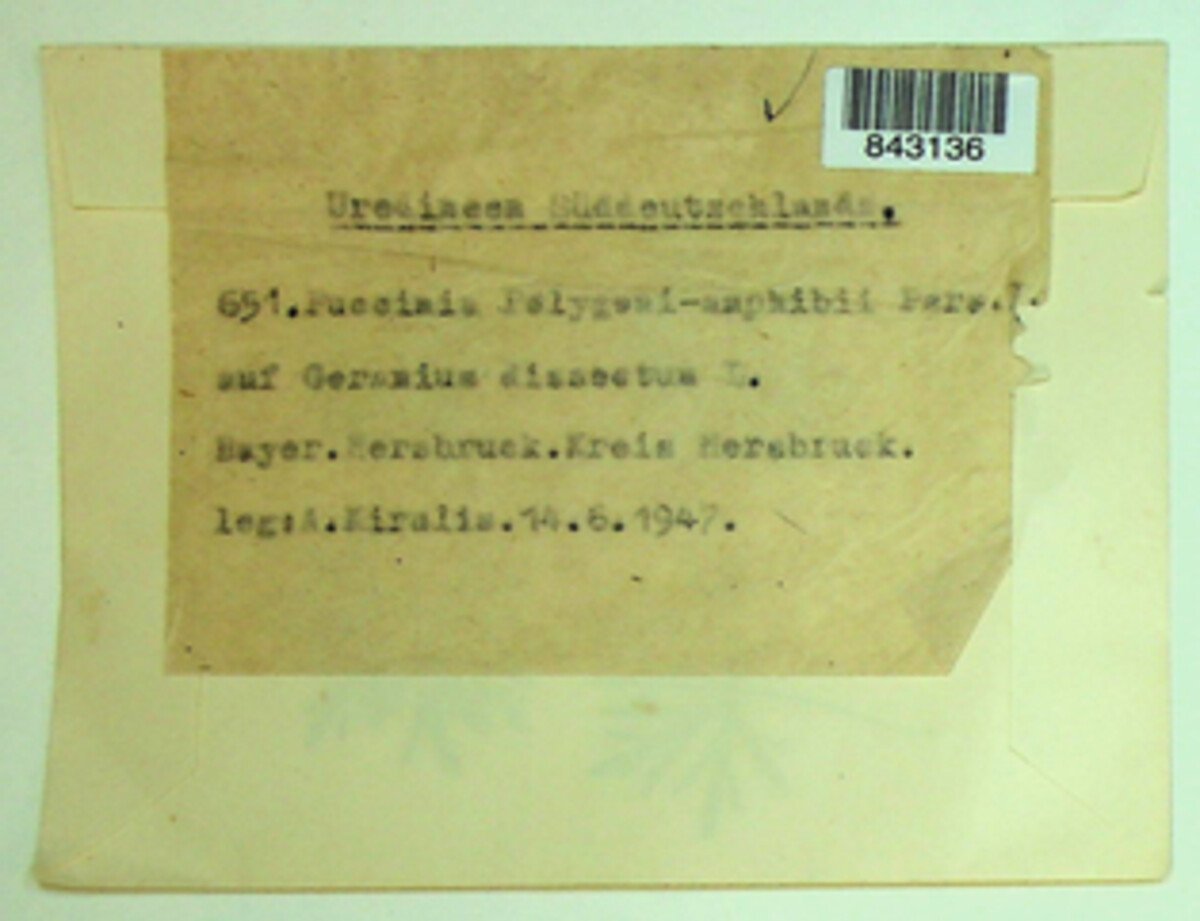 843136
Uredineen Süddeutschlands.
651. Puccinia Polygoni-amphibii Pers. I.
auf Geranium dissectum L.
Bayer. Hersbruck. Kreis Hersbruck.
leg: A. Kirulis. 14.6.1947.